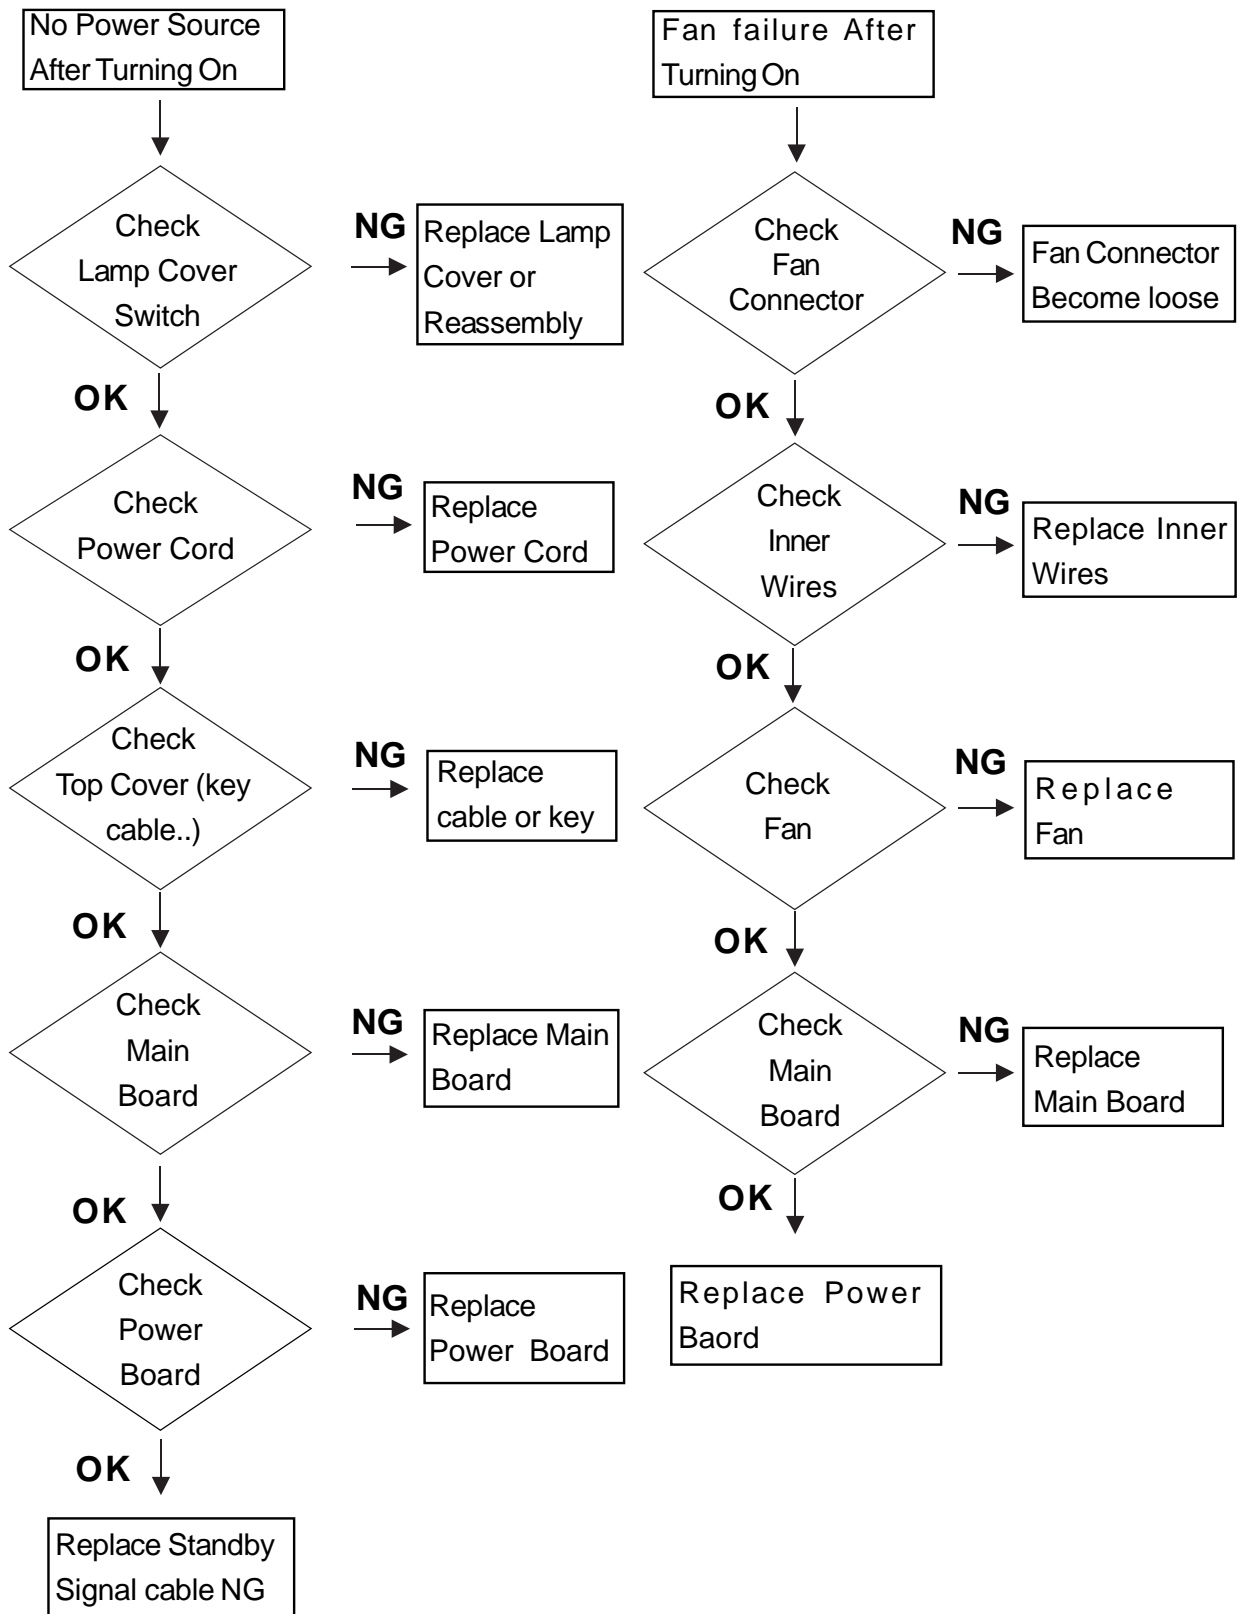 No Power Source
After Turning On
Check
Lamp Cover
Switch
NG
Replace Lamp
Cover or
Reassembly
OK
Check
Power Cord
NG
Replace
Power Cord
OK
Check
Top Cover (key
cable..)
NG
Replace
cable or key
OK
Check
Main
Board
NG
Replace Main
Board
OK
Check
Power
Board
NG
Replace
Power Board
OK
Replace Standby
Signal cable NG
Fan failure After
Turning On
Check
Fan
Connector
NG
Fan Connector
Become loose
OK
Check
Inner
Wires
NG
Replace Inner
Wires
OK
Check
Fan
NG
Replace
Fan
OK
Check
Main
Board
NG
Replace
Main Board
OK
Replace Power
Baord